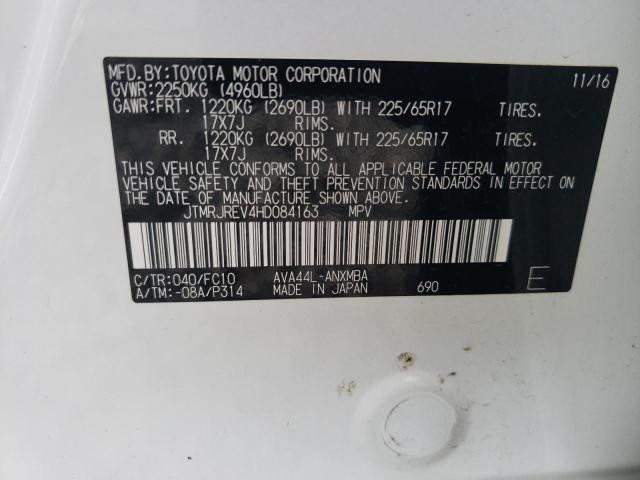 MFD.BY:TOYOTA MOTOR CORPORATION 11/16
GVWR:2250KG (4960LB)
GAWR:FRT. 1220KG (2690LB) WITH 225/65R17 TIRES.
17X7J RIMS.
RR. 1220KG (2690LB) WITH 225/65R17 TIRES.
17X7J RIMS.
THIS VEHICLE CONFORMS TO ALL APPLICABLE FEDERAL MOTOR
VEHICLE SAFETY AND THEFT PREVENTION STANDARDS IN EFFECT ON
THE DATE OF MANUFACTURE SHOWN ABOVE.
JTMRJREV4HD084163 MPV
C/TR:040/FC10 AVA44L-ANXMBA
A/TM:-08A/P314 MADE IN JAPAN 690 E